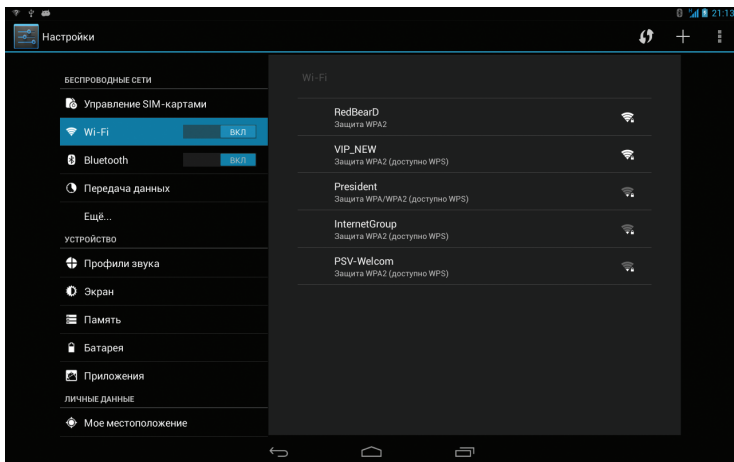 21:13
Настройки
БЕСПРОВОДНЫЕ СЕТИ
Управление SIM-картами
Wi-Fi
ВКЛ
Bluetooth
ВКЛ
Передача данных
Ещё...
УСТРОЙСТВО
Профили звука
Экран
Память
Батарея
Приложения
ЛИЧНЫЕ ДАННЫЕ
Мое местоположение
Wi-Fi
RedBearD
Защита WPA2
VIP_NEW
Защита WPA2 (доступно WPS)
President
Защита WPA/WPA2 (доступно WPS)
InternetGroup
Защита WPA2 (доступно WPS)
PSV-Welcom
Защита WPA2 (доступно WPS)